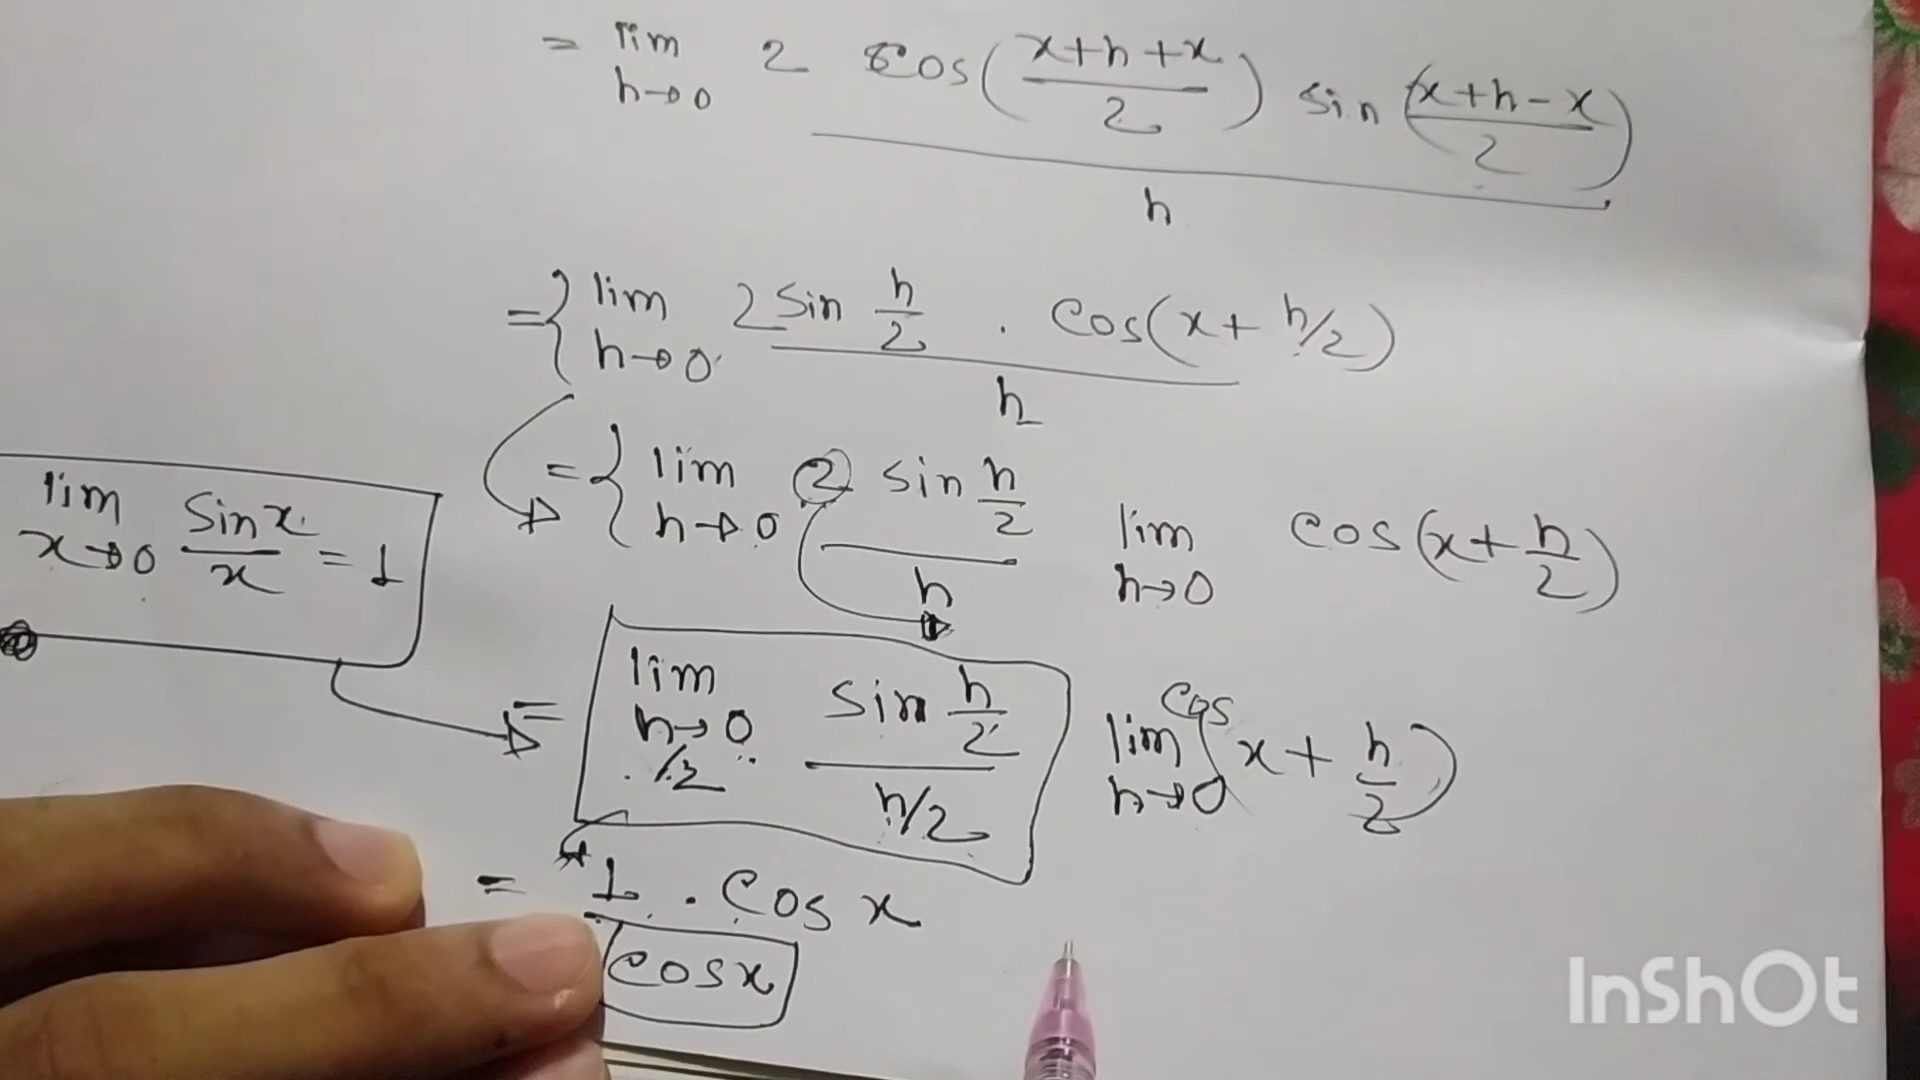 = lim h→0 2 cos(x+h+x/2) sin(x+h-x/2)
h
={ lim h→0 2 sin h/2 . cos(x+h/2)
h
={ lim h→0 2 sin h/2 / h lim h→0 cos(x+h/2)
lim x→0 sinx/x = 1
= lim h/2→0 sin h/2 / h/2 lim h→0 cos(x+h/2)
= 1 . cos x
cosx
InShOt